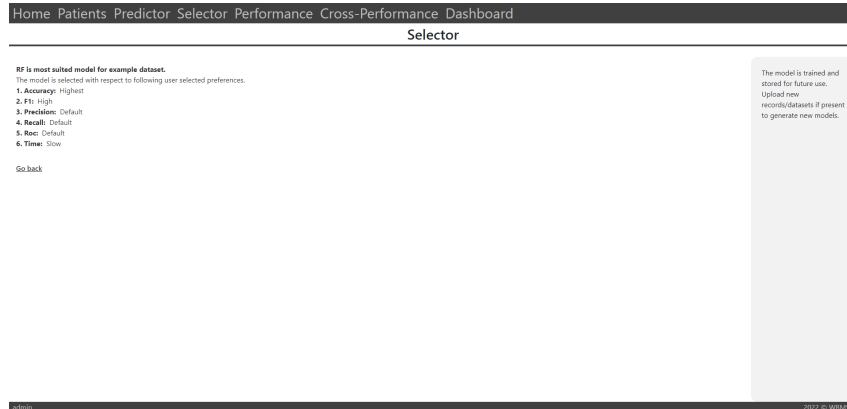 Home Patients Predictor Selector Performance Cross-Performance Dashboard
Selector
RF is most suited model for example dataset.
The model is selected with respect to following user selected preferences.
1. Accuracy: Highest
2. F1: High
3. Precision: Default
4. Recall: Default
5. Roc: Default
6. Time: Slow
Go back
The model is trained and
stored for future use.
Upload new
records/datasets if present
to generate new models.
admin
2022 ©